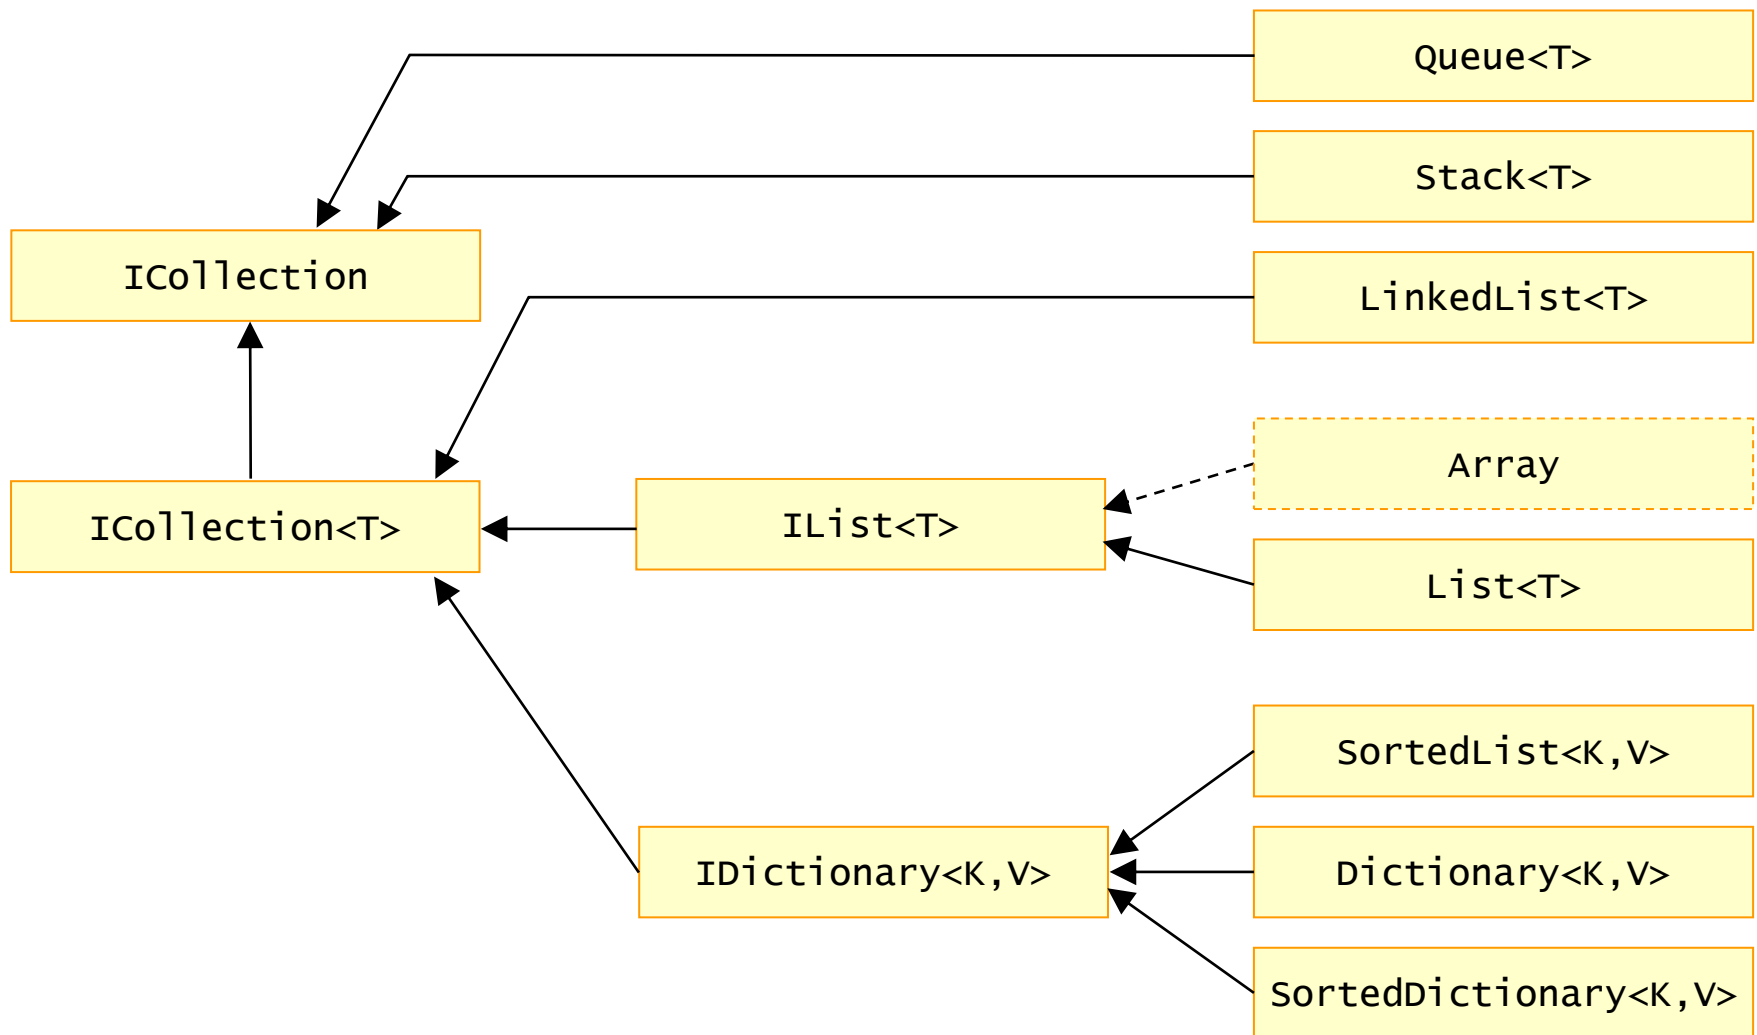 Queue<T>
Stack<T>
ICollection
LinkedList<T>
Array
ICollection<T>
IList<T>
List<T>
SortedList<K,V>
IDictionary<K,V>
Dictionary<K,V>
SortedDictionary<K,V>